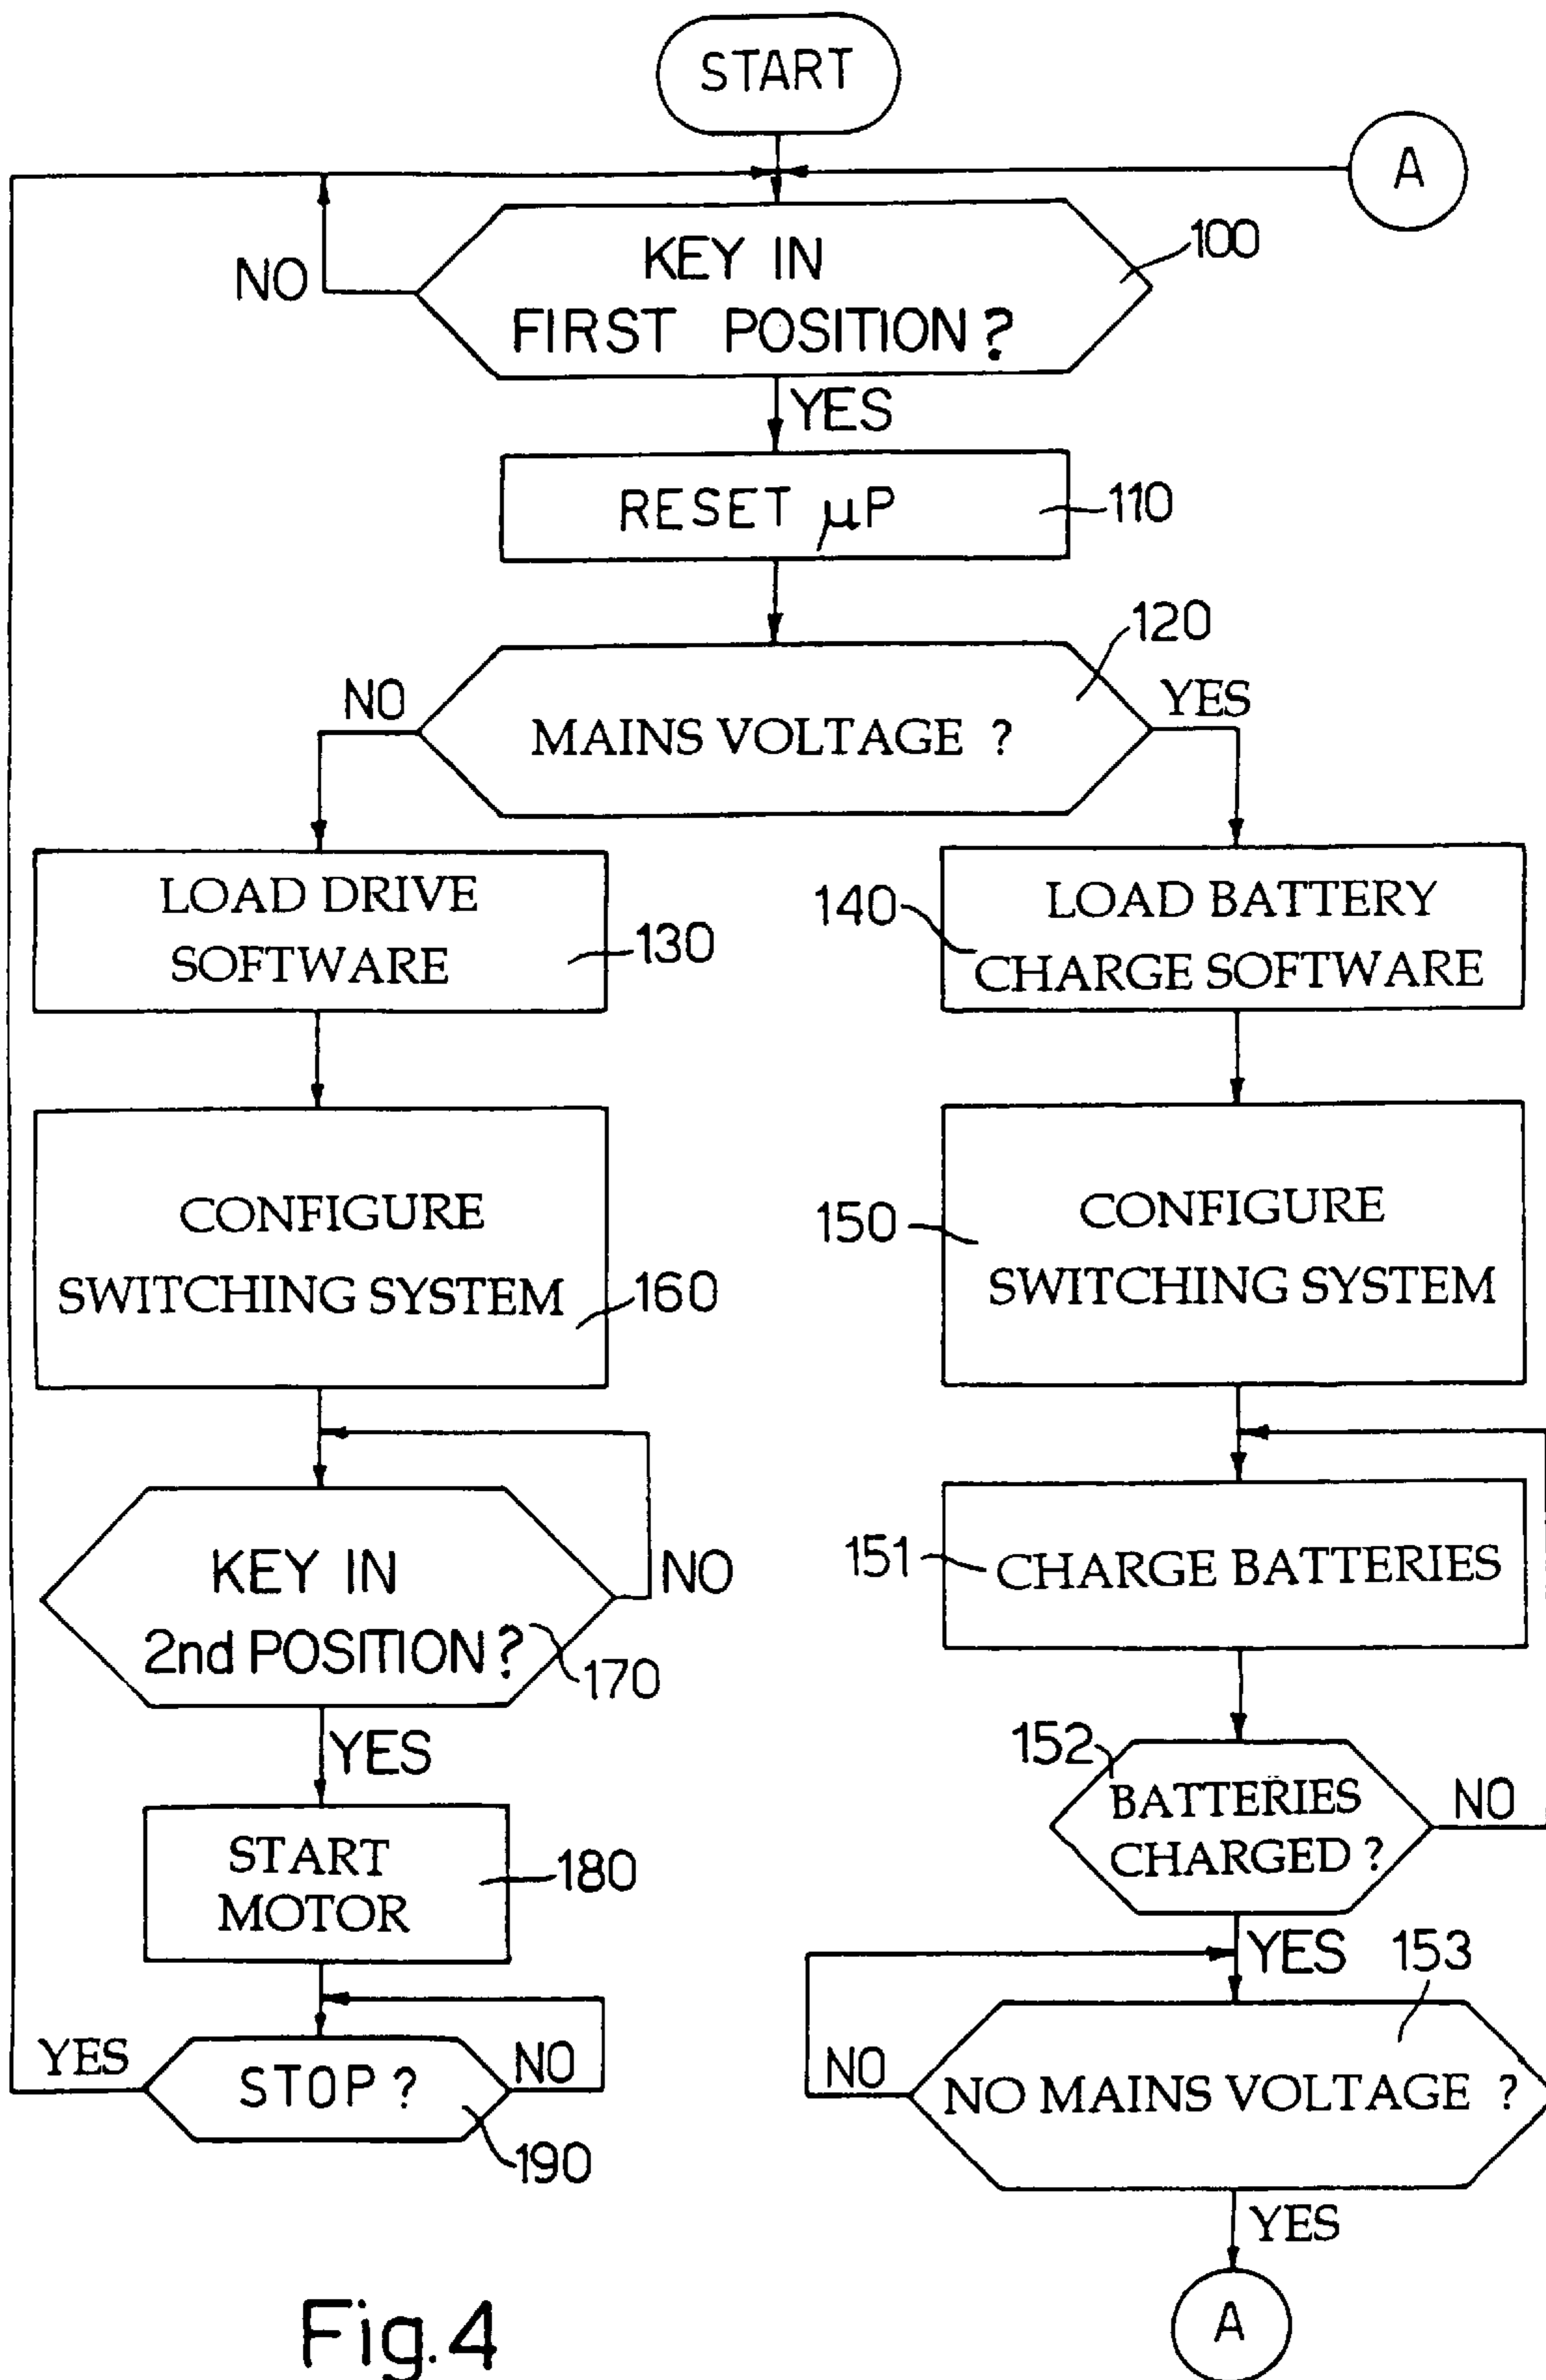 START
A
KEY IN
FIRST POSITION?
100
NO
YES
RESET µP
110
120
MAINS VOLTAGE ?
NO
YES
LOAD DRIVE
SOFTWARE
130
LOAD BATTERY
CHARGE SOFTWARE
140
CONFIGURE
SWITCHING SYSTEM
160
CONFIGURE
SWITCHING SYSTEM
150
KEY IN
2nd POSITION?
170
NO
YES
CHARGE BATTERIES
151
START
MOTOR
180
152
BATTERIES
CHARGED ?
NO
YES
153
STOP ?
YES
NO
190
NO MAINS VOLTAGE ?
NO
YES
A
Fig.4